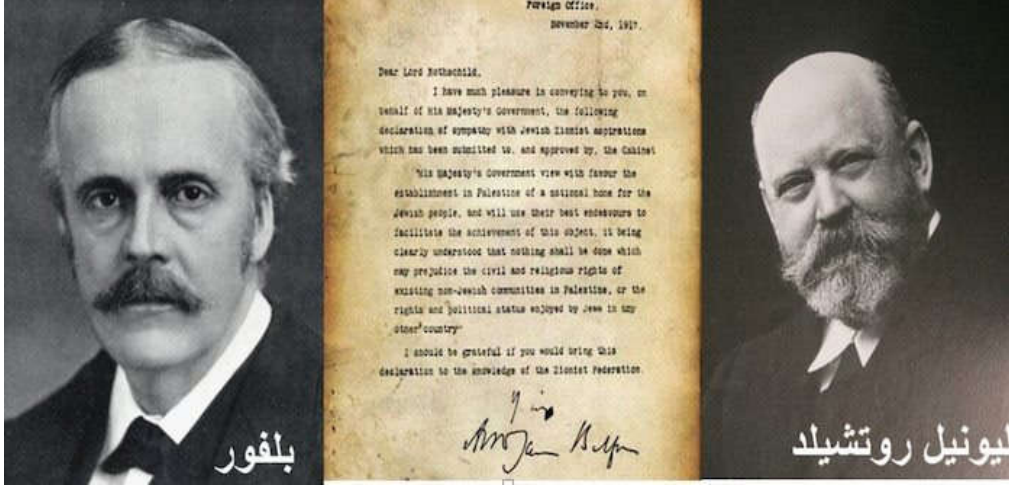 Foreign Office,
November 2nd, 1917.
Dear Lord Rothschild,
I have much pleasure in conveying to you, on
behalf of His Majesty's Government, the following
declaration of sympathy with Jewish Zionist aspirations
which has been submitted to, and approved by, the Cabinet
"His Majesty's Government view with favour the
establishment in Palestine of a national home for the
Jewish people, and will use their best endeavours to
facilitate the achievement of this object, it being
clearly understood that nothing shall be done which
may prejudice the civil and religious rights of
existing non-Jewish communities in Palestine, or the
rights and political status enjoyed by Jews in any
other country"
I should be grateful if you would bring this
declaration to the knowledge of the Zionist Federation.
بلفور
ليونيل روتشيلد